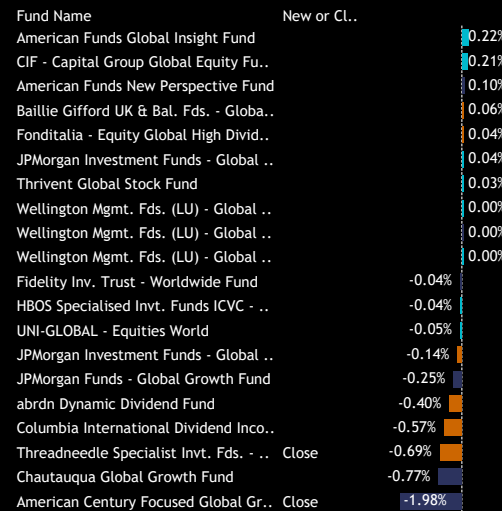 Fund Name New or Cl..
American Funds Global Insight Fund 0.22%
CIF - Capital Group Global Equity Fu.. 0.21%
American Funds New Perspective Fund 0.10%
Baillie Gifford UK & Bal. Fds. - Globa.. 0.06%
Fonditalia - Equity Global High Divid.. 0.04%
JPMorgan Investment Funds - Global .. 0.04%
Thrivent Global Stock Fund 0.03%
Wellington Mgmt. Fds. (LU) - Global .. 0.00%
Wellington Mgmt. Fds. (LU) - Global .. 0.00%
Wellington Mgmt. Fds. (LU) - Global .. 0.00%
Fidelity Inv. Trust - Worldwide Fund -0.04%
HBOS Specialised Invt. Funds ICVC - .. -0.04%
UNI-GLOBAL - Equities World -0.05%
JPMorgan Investment Funds - Global .. -0.14%
JPMorgan Funds - Global Growth Fund -0.25%
abrdn Dynamic Dividend Fund -0.40%
Columbia International Dividend Inco.. -0.57%
Threadneedle Specialist Invt. Fds. - .. Close -0.69%
Chautauqua Global Growth Fund -0.77%
American Century Focused Global Gr.. Close -1.98%